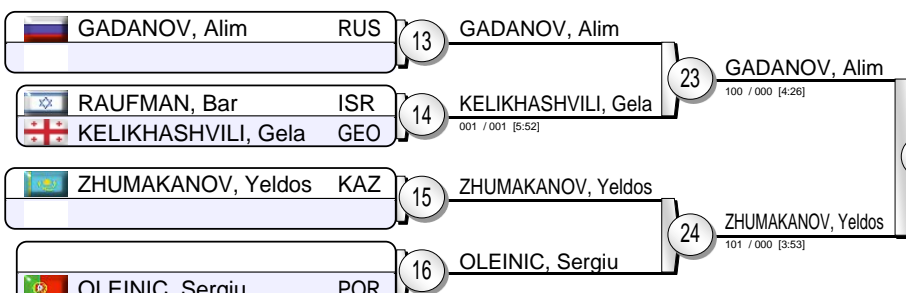 GADANOV, Alim RUS
13
GADANOV, Alim
23
GADANOV, Alim
100 / 000 [4:26]
RAUFMAN, Bar ISR
KELIKHASHVILI, Gela GEO
14
KELIKHASHVILI, Gela
001 / 001 [5:52]
ZHUMAKANOV, Yeldos KAZ
15
ZHUMAKANOV, Yeldos
24
ZHUMAKANOV, Yeldos
101 / 000 [3:53]
OLEINIC, Sergiu POR
16
OLEINIC, Sergiu